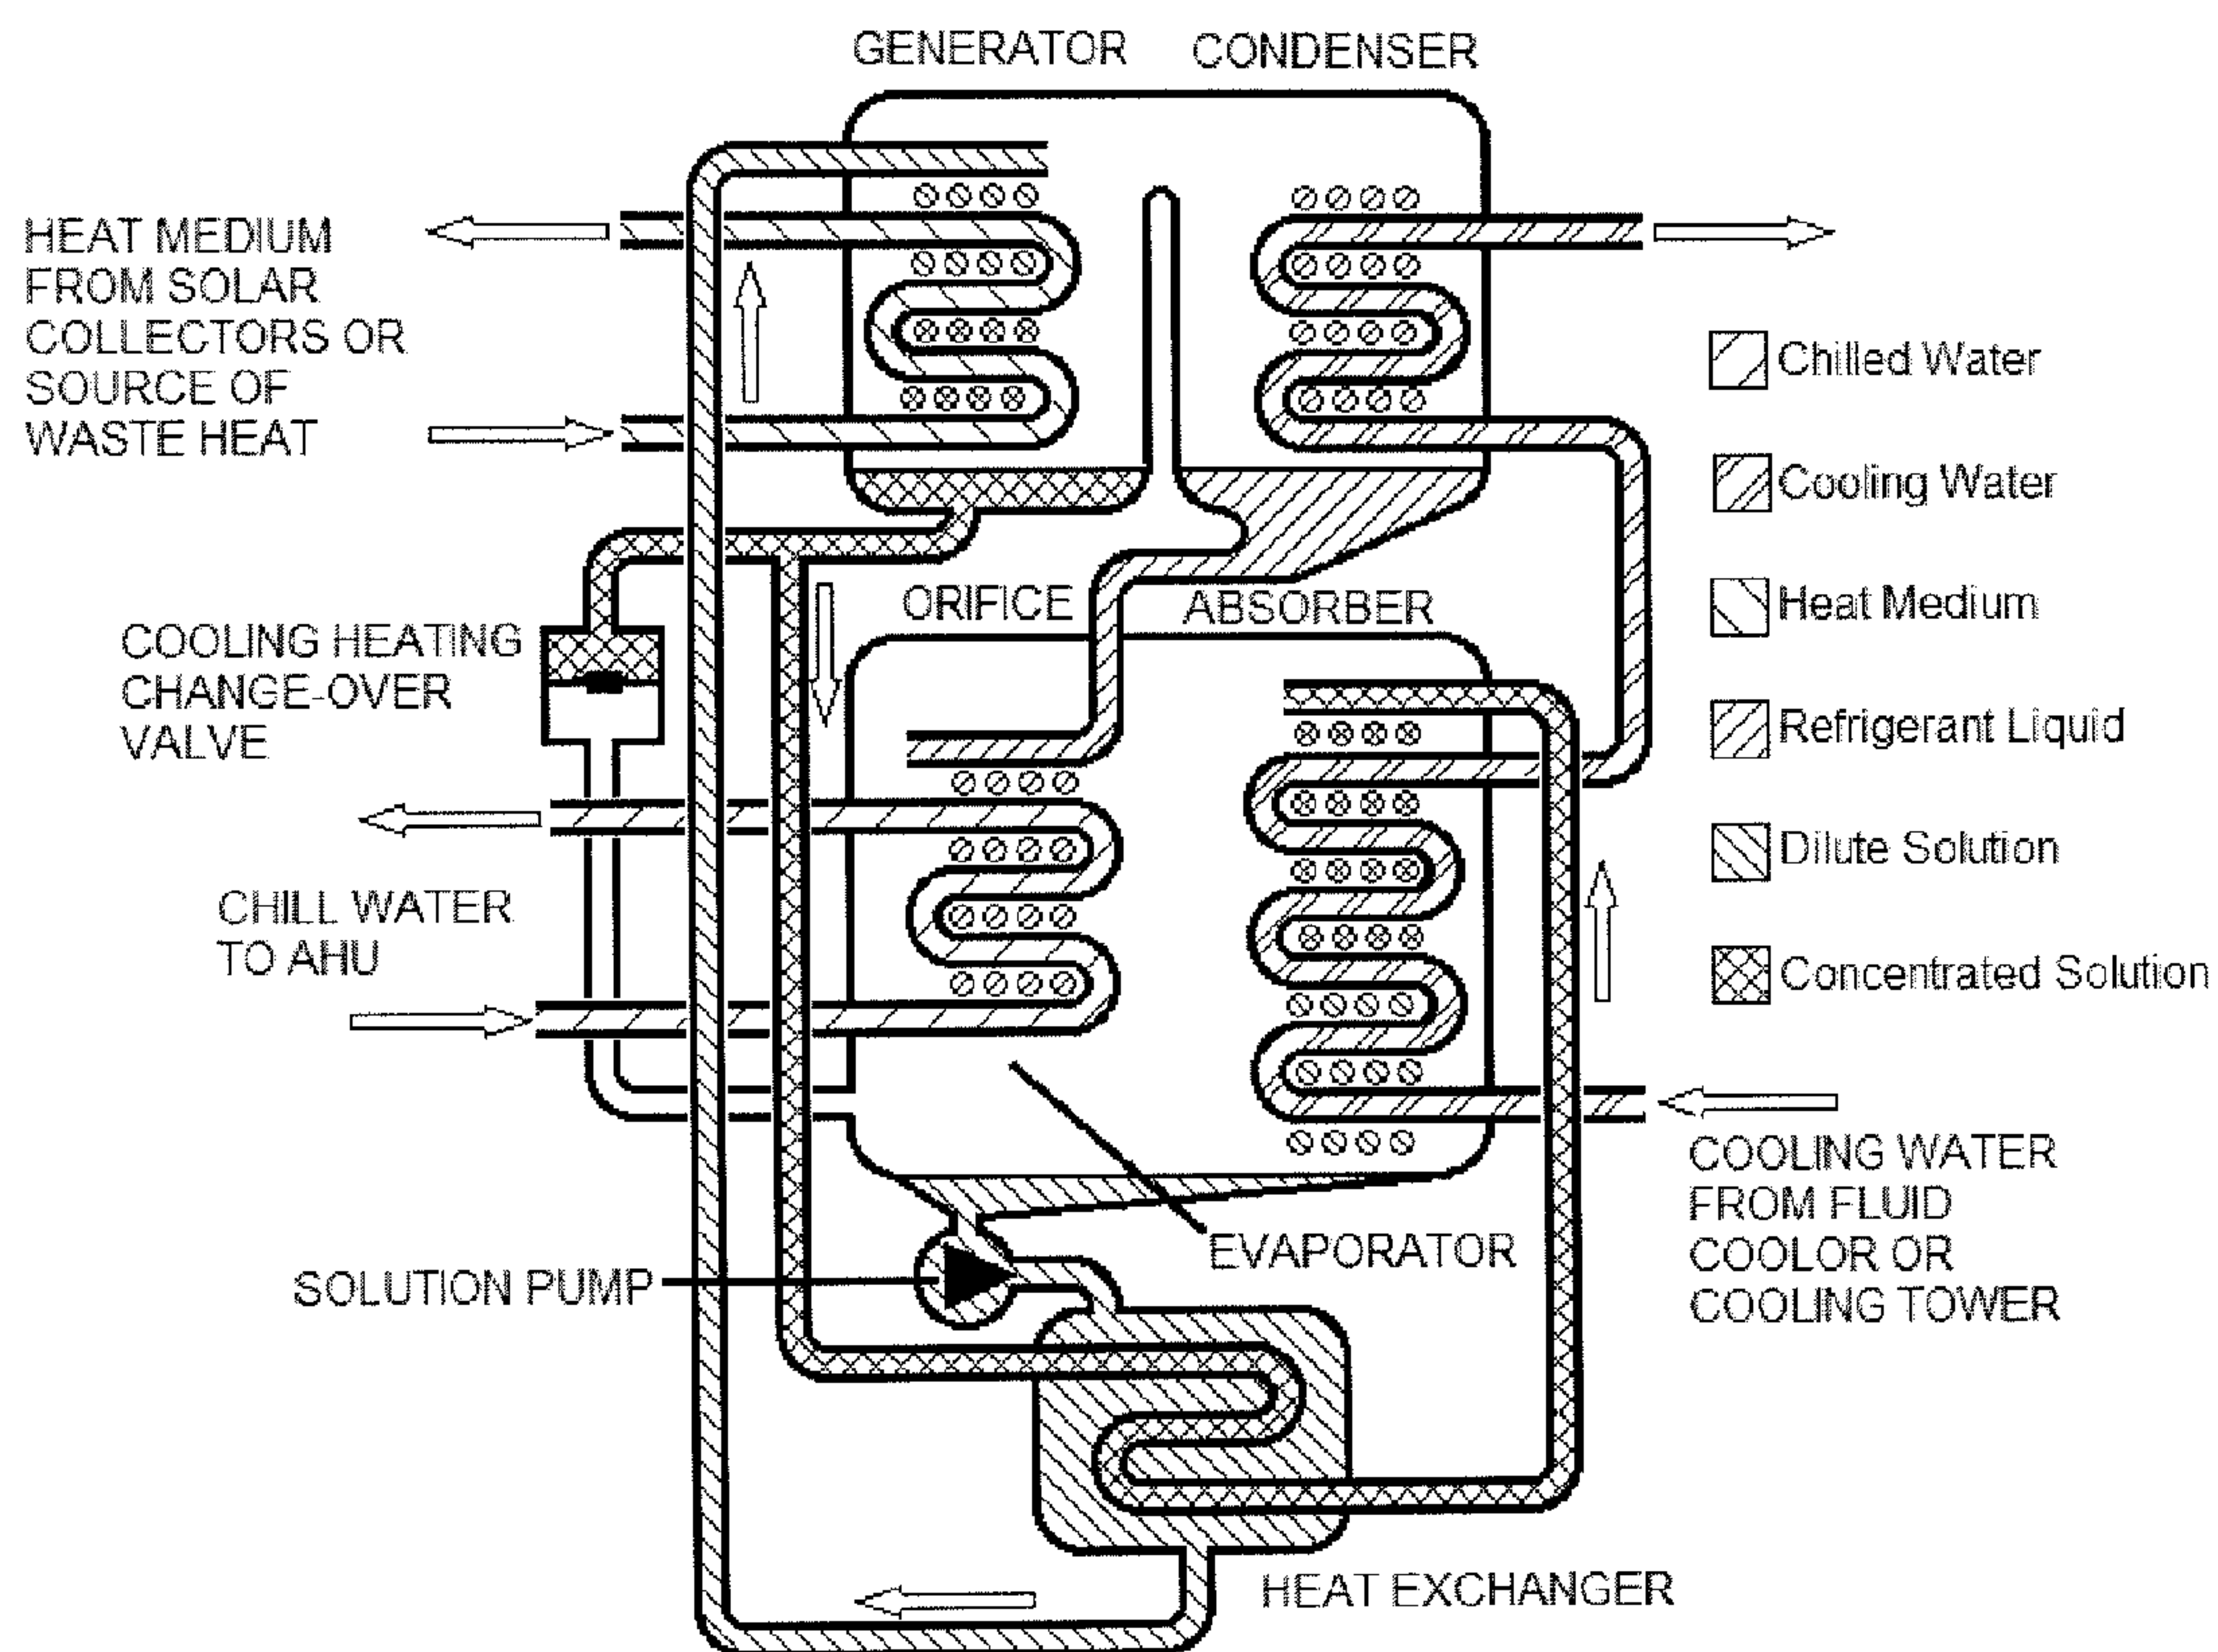 GENERATOR
CONDENSER
HEAT MEDIUM
FROM SOLAR
COLLECTORS OR
SOURCE OF
WASTE HEAT
Chilled Water
Cooling Water
Heat Medium
Refrigerant Liquid
Dilute Solution
Concentrated Solution
ORIFICE
ABSORBER
COOLING HEATING
CHANGE-OVER
VALVE
CHILL WATER
TO AHU
COOLING WATER
FROM FLUID
COOLOR OR
COOLING TOWER
EVAPORATOR
SOLUTION PUMP
HEAT EXCHANGER